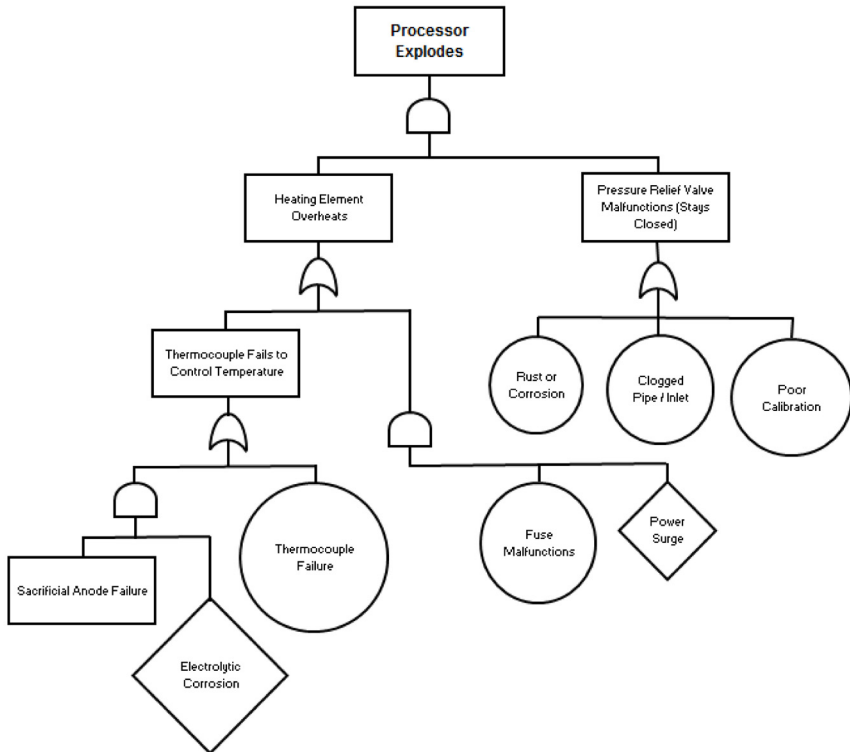 Processor
Explodes
Heating Element
Overheats
Pressure Relief Valve
Malfunctions (Stays
Closed)
Thermocouple Fails to
Control Temperature
Rust or
Corrosion
Clogged
Pipe / Inlet
Poor
Calibration
Sacrificial Anode Failure
Electrolytic
Corrosion
Thermocouple
Failure
Fuse
Malfunctions
Power
Surge